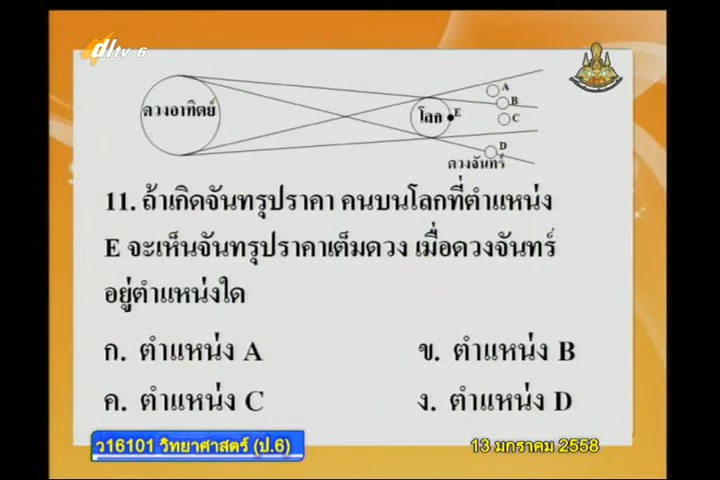 dltv-6
ดวงอาทิตย์
โลก
E
A
B
C
D
ดวงจันทร์
11. ถ้าเกิดจันทรุปราคา คนบนโลกที่ตำแหน่ง
E จะเห็นจันทรุปราคาเต็มดวง เมื่อดวงจันทร์
อยู่ตำแหน่งใด
ก. ตำแหน่ง A
ข. ตำแหน่ง B
ค. ตำแหน่ง C
ง. ตำแหน่ง D
ว16101 วิทยาศาสตร์ (ป.6)
13 มกราคม 2558